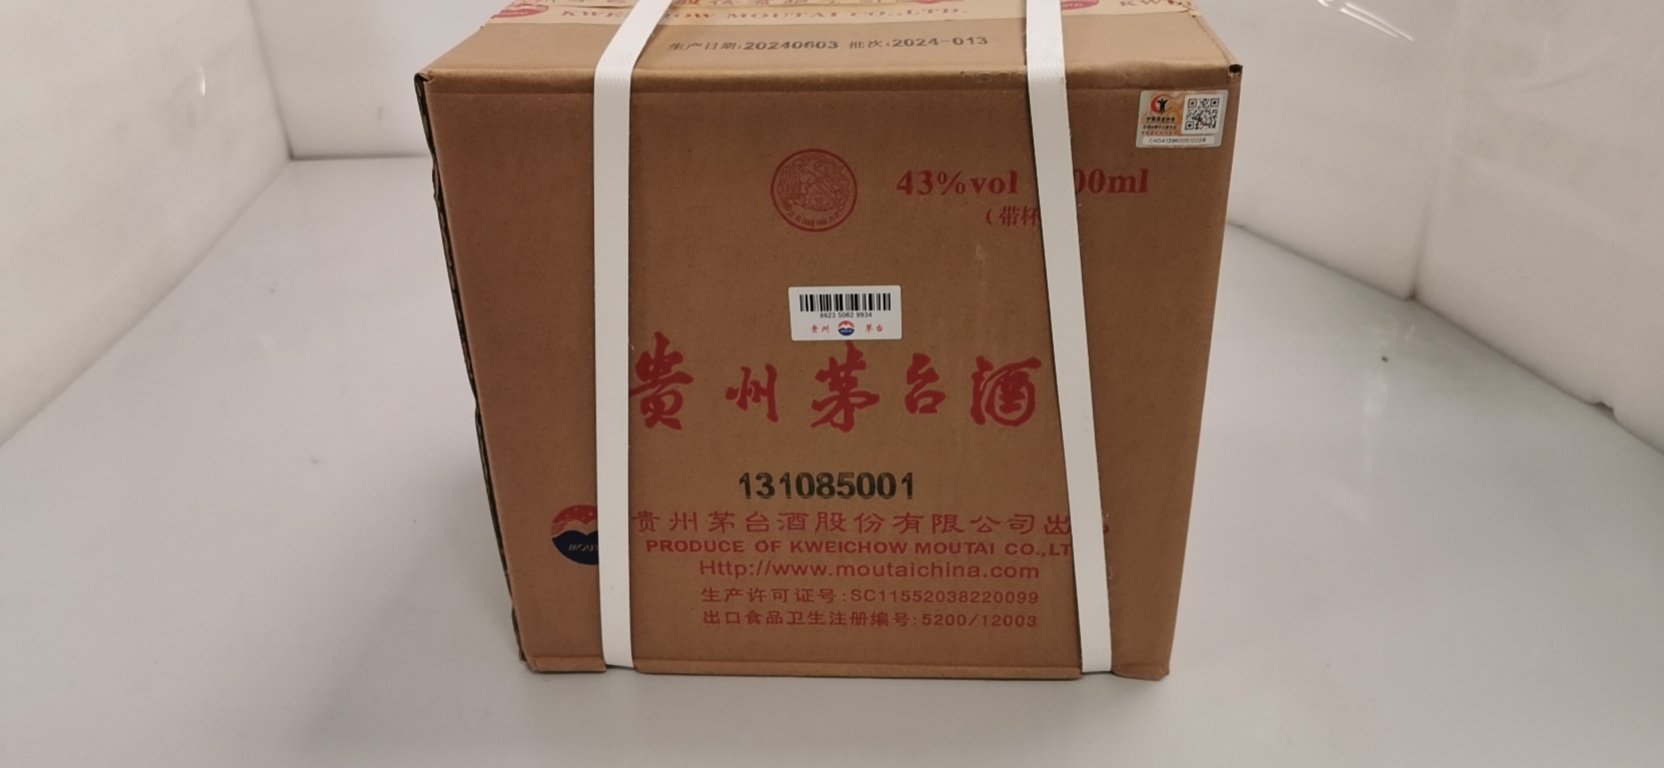 KWEICHOW MOUTAI CO.,LTD.
生产日期:20240603 批次:2024-013
43%vol 00ml
(带杯
8623 5062 9934
贵州 茅台
贵州茅台酒
131085001
贵州茅台酒股份有限公司出
PRODUCE OF KWEICHOW MOUTAI CO.,LT
Http://www.moutaichina.com
生产许可证号:SC11552038220099
出口食品卫生注册编号:5200/12003